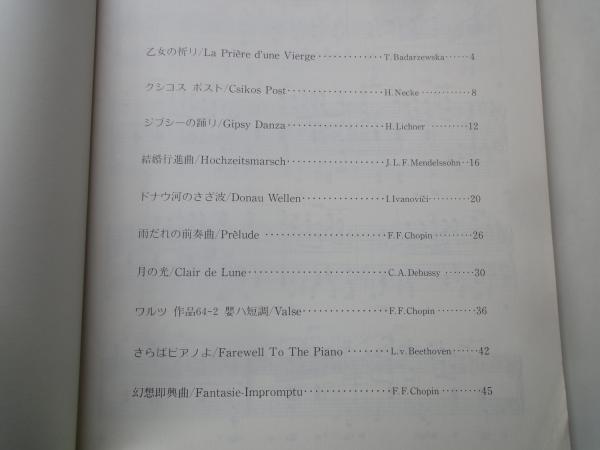 乙女の祈り/La Prière d'une Vierge・・・・・・・・・・・・・T. Badarzewska・・・・・・4
クシコス ポスト/Csikos Post・・・・・・・・・・・・・・・・・・・H. Necke・・・・・・・・・・・・8
ジプシーの踊り/Gipsy Danza・・・・・・・・・・・・・・・・・・・H. Lichner・・・・・・・・・12
結婚行進曲/Hochzeitsmarsch・・・・・・・・・・・・・・・・・・・J. L. F. Mendelssohn・・16
ドナウ河のさざ波/Donau Wellen・・・・・・・・・・・・・・・・I. Ivanoviči・・・・・・・・・・20
雨だれの前奏曲/Prèlude・・・・・・・・・・・・・・・・・・・・・・・F. F. Chopin・・・・・・・・・26
月の光/Clair de Lune・・・・・・・・・・・・・・・・・・・・・・・・・・C. A. Debussy・・・・・・・30
ワルツ 作品64-2 嬰ハ短調/Valse・・・・・・・・・・・・・・・・・F. F. Chopin・・・・・・・・・36
さらばピアノよ/Farewell To The Piano・・・・・・・・L. v. Beethoven・・・・・・42
幻想即興曲/Fantasie-Impromptu・・・・・・・・・・・・・・・・F. F. Chopin・・・・・・・・・・45